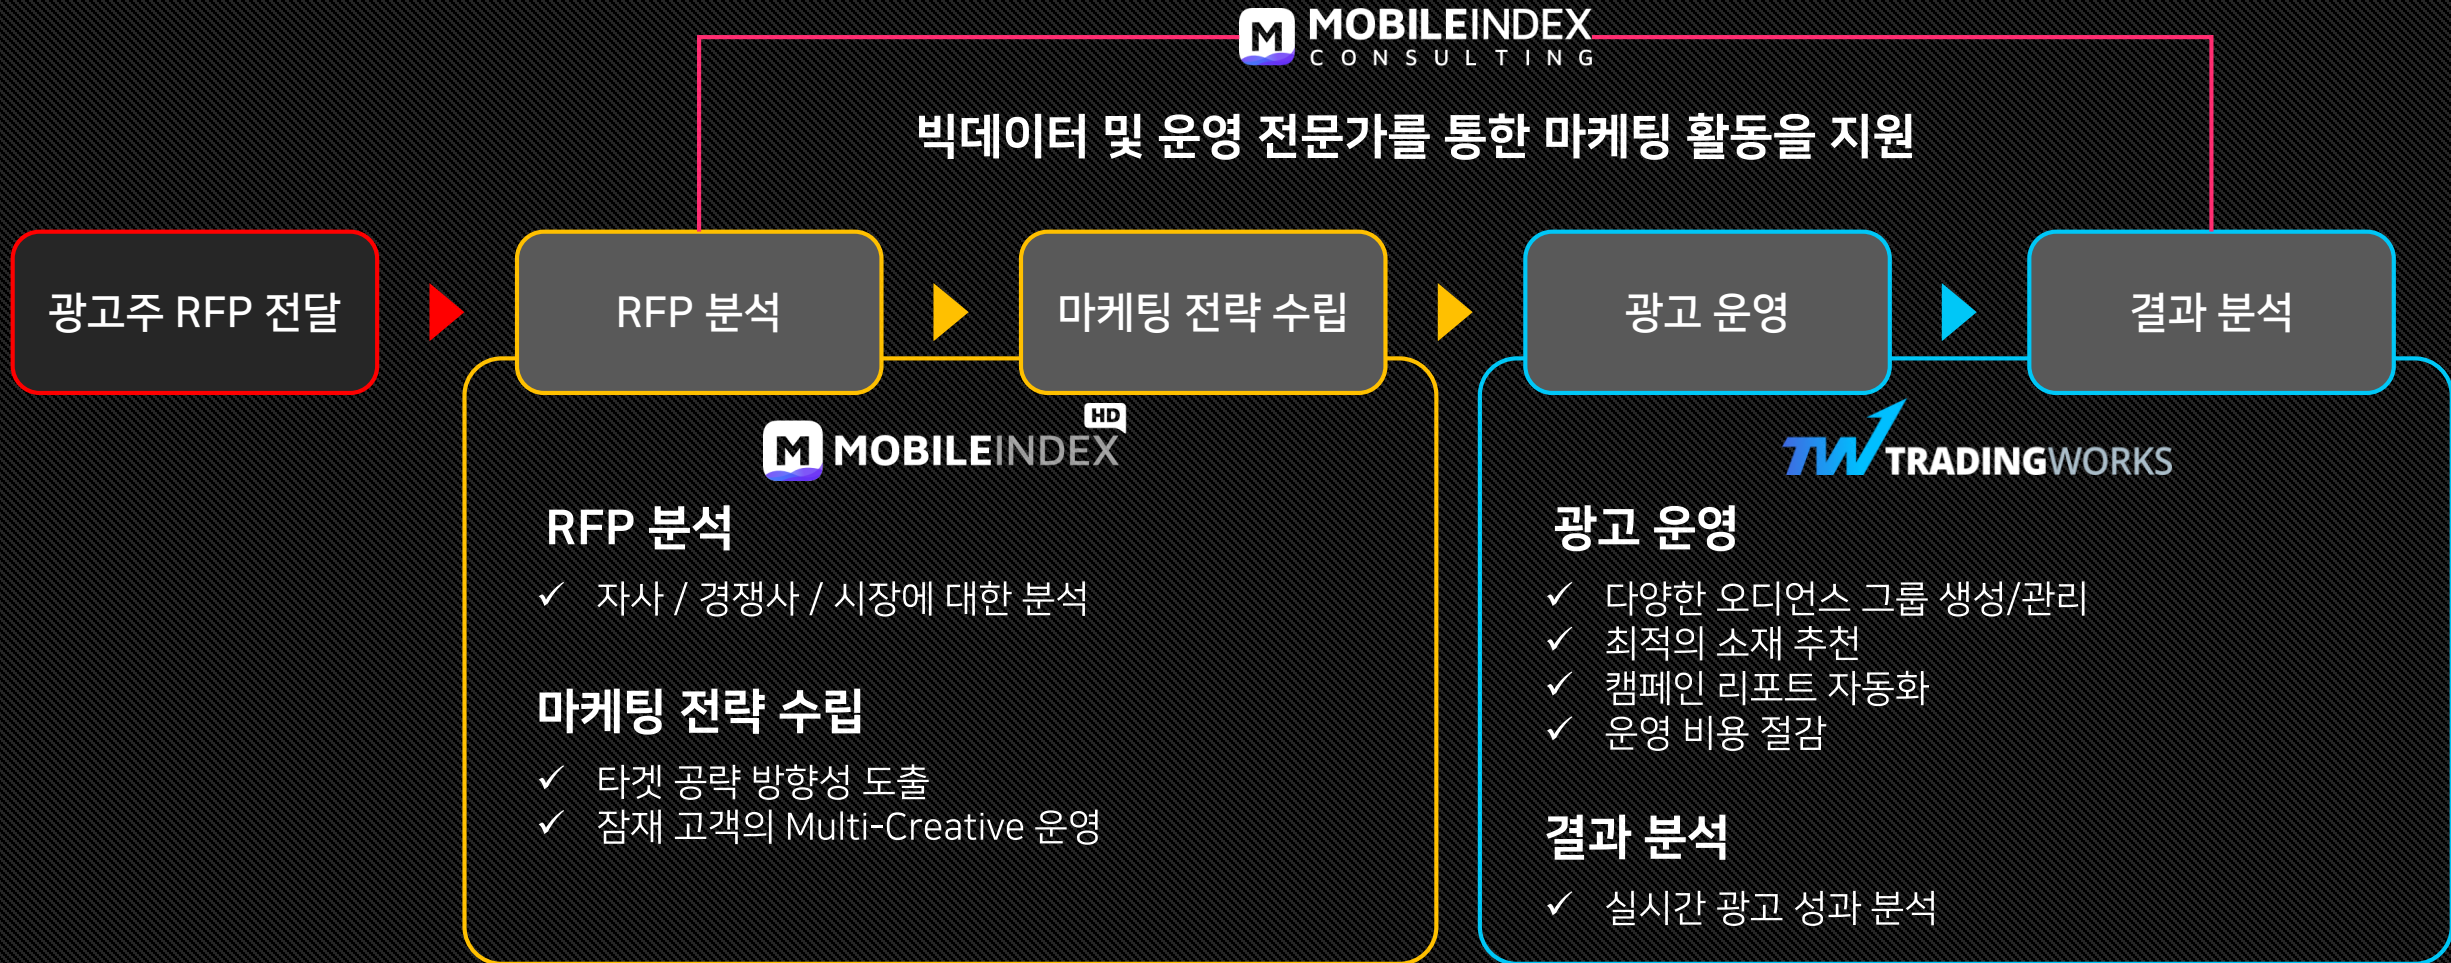 MOBILEINDEX
CONSULTING
빅데이터 및 운영 전문가를 통한 마케팅 활동을 지원
광고주 RFP 전달
RFP 분석
마케팅 전략 수립
광고 운영
결과 분석
M MOBILEINDEX HD
RFP 분석
✓ 자사 / 경쟁사 / 시장에 대한 분석
마케팅 전략 수립
✓ 타겟 공략 방향성 도출
✓ 잠재 고객의 Multi-Creative 운영
TW TRADINGWORKS
광고 운영
✓ 다양한 오디언스 그룹 생성/관리
✓ 최적의 소재 추천
✓ 캠페인 리포트 자동화
✓ 운영 비용 절감
결과 분석
✓ 실시간 광고 성과 분석